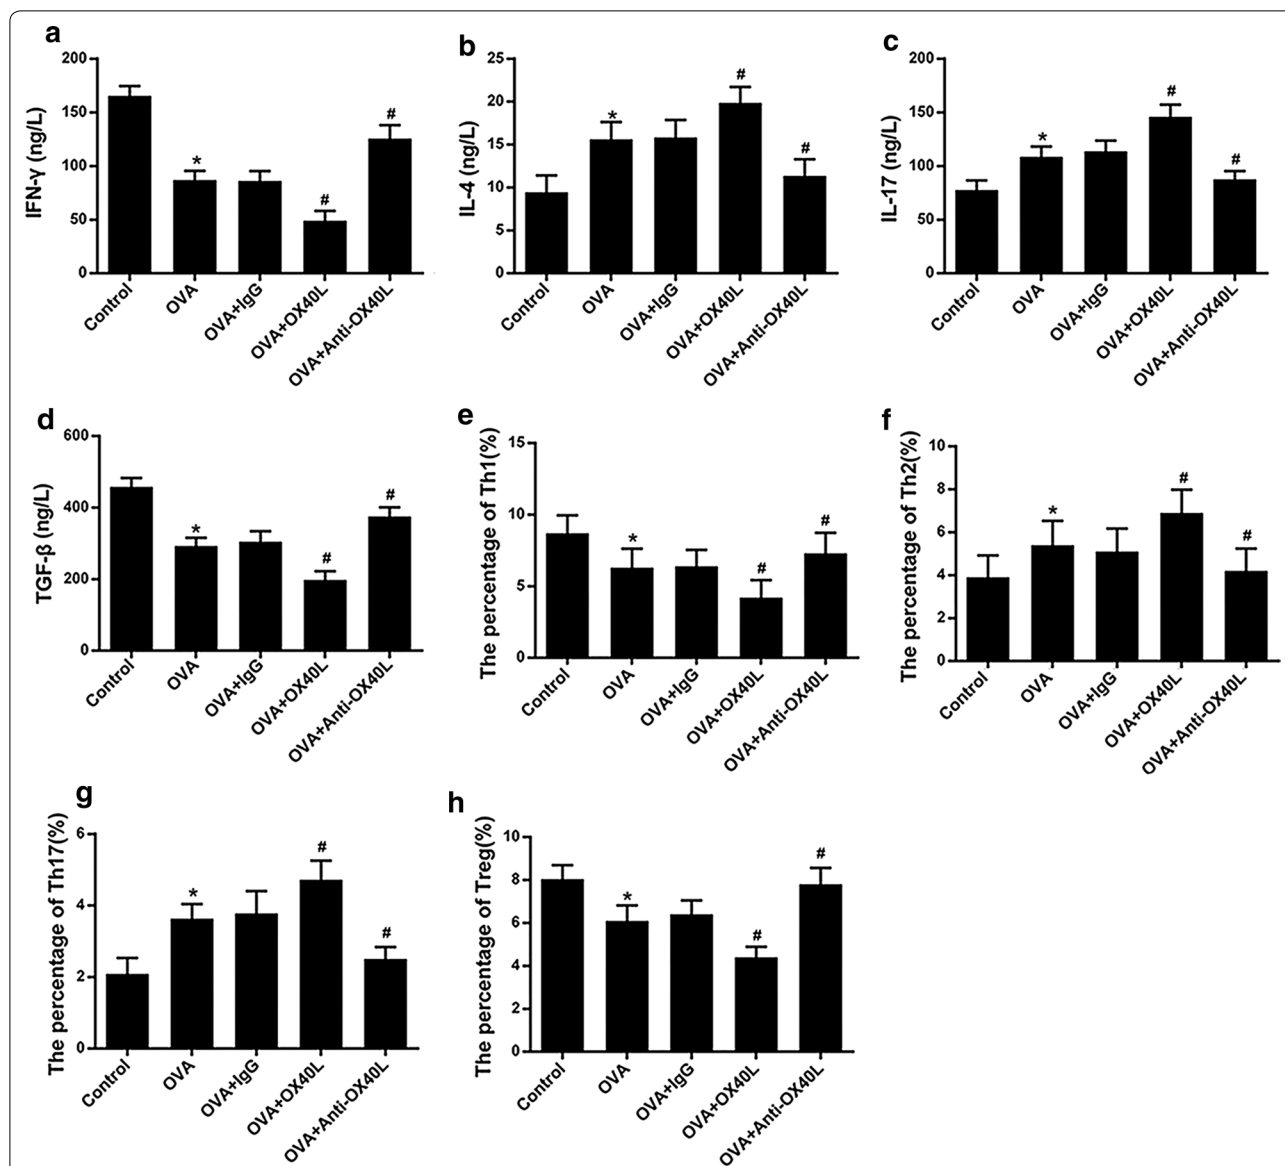 a
IFN-γ (ng/L)
200
150
100
50
0
*
#
#
Control
OVA
OVA+IgG
OVA+OX40L
OVA+Anti-OX40L
b
IL-4 (ng/L)
25
20
15
10
5
0
*
#
#
Control
OVA
OVA+IgG
OVA+OX40L
OVA+Anti-OX40L
c
IL-17 (ng/L)
200
150
100
50
0
*
#
#
Control
OVA
OVA+IgG
OVA+OX40L
OVA+Anti-OX40L
d
TGF-β (ng/L)
600
400
200
0
*
#
#
Control
OVA
OVA+IgG
OVA+OX40L
OVA+Anti-OX40L
e
The percentage of Th1(%)
15
10
5
0
*
#
#
Control
OVA
OVA+IgG
OVA+OX40L
OVA+Anti-OX40L
f
The percentage of Th2(%)
10
8
6
4
2
0
*
#
#
Control
OVA
OVA+IgG
OVA+OX40L
OVA+Anti-OX40L
g
The percentage of Th17(%)
6
4
2
0
*
#
#
Control
OVA
OVA+IgG
OVA+OX40L
OVA+Anti-OX40L
h
The percentage of Treg(%)
10
8
6
4
2
0
*
#
#
Control
OVA
OVA+IgG
OVA+OX40L
OVA+Anti-OX40L